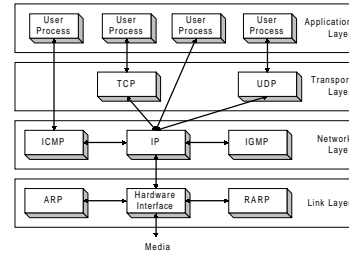 User
Process
User
Process
User
Process
User
Process
Application
Layer
TCP
UDP
Transpor
Layer
ICMP
IP
IGMP
Network
Layer
ARP
Hardware
Interface
RARP
Link Layer
Media